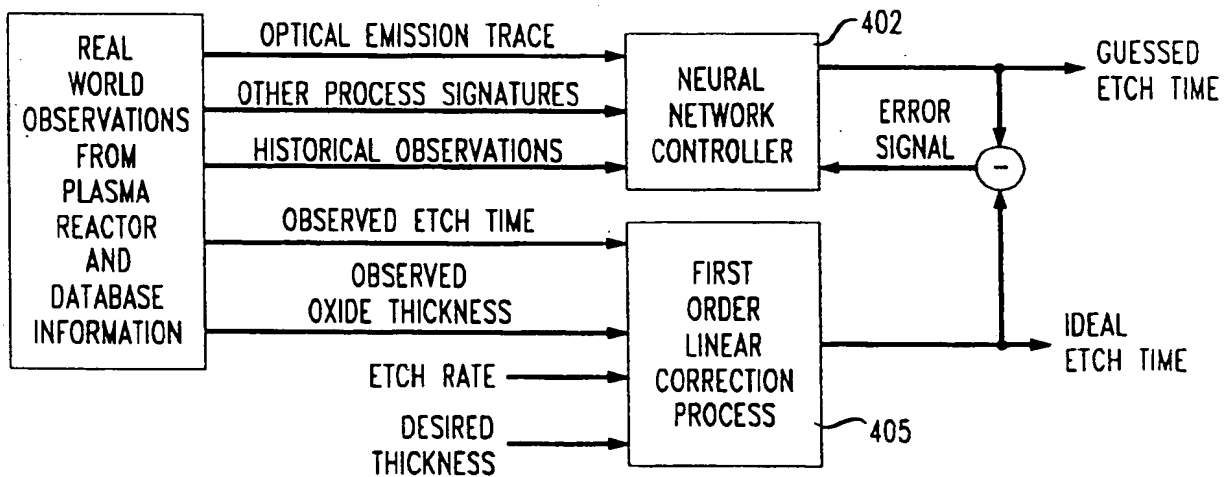 REAL
WORLD
OBSERVATIONS
FROM
PLASMA
REACTOR
AND
DATABASE
INFORMATION
OPTICAL EMISSION TRACE
OTHER PROCESS SIGNATURES
HISTORICAL OBSERVATIONS
OBSERVED ETCH TIME
OBSERVED
OXIDE THICKNESS
ETCH RATE
DESIRED
THICKNESS
402
NEURAL
NETWORK
CONTROLLER
FIRST
ORDER
LINEAR
CORRECTION
PROCESS
405
ERROR
SIGNAL
−
GUESSED
ETCH TIME
IDEAL
ETCH TIME